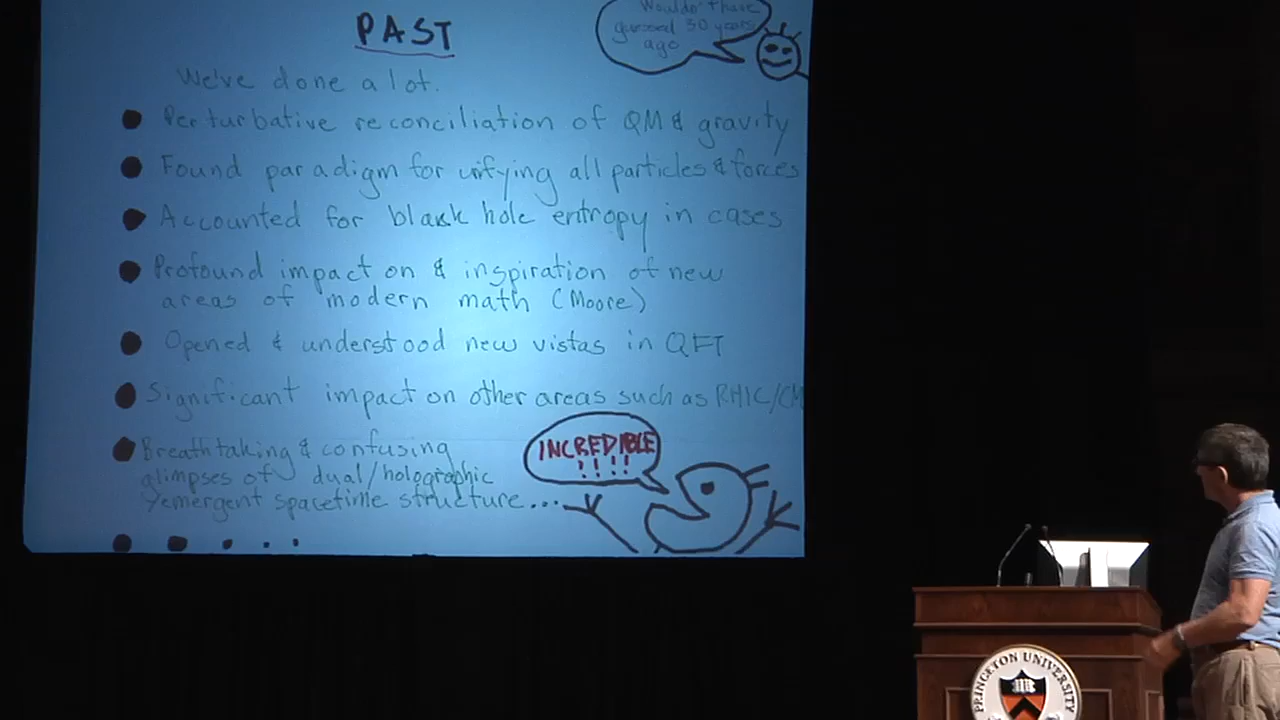 PAST
Wouldn't have
guessed 30 years
ago
We've done a lot.
Perturbative reconciliation of QM & gravity
Found paradigm for unifying all particles & forces
Accounted for black hole entropy in cases
Profound impact on & inspiration of new
areas of modern math (Moore)
Opened & understood new vistas in QFT
Significant impact on other areas such as RHIC/CM
Breathtaking & confusing
glimpses of dual/holographic
/emergent spacetime structure...
INCREDIBLE
!!!!
PRINCETON UNIVERSITY